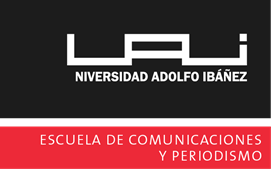 UAI
NIVERSIDAD ADOLFO IBÁÑEZ
ESCUELA DE COMUNICACIONES
Y PERIODISMO